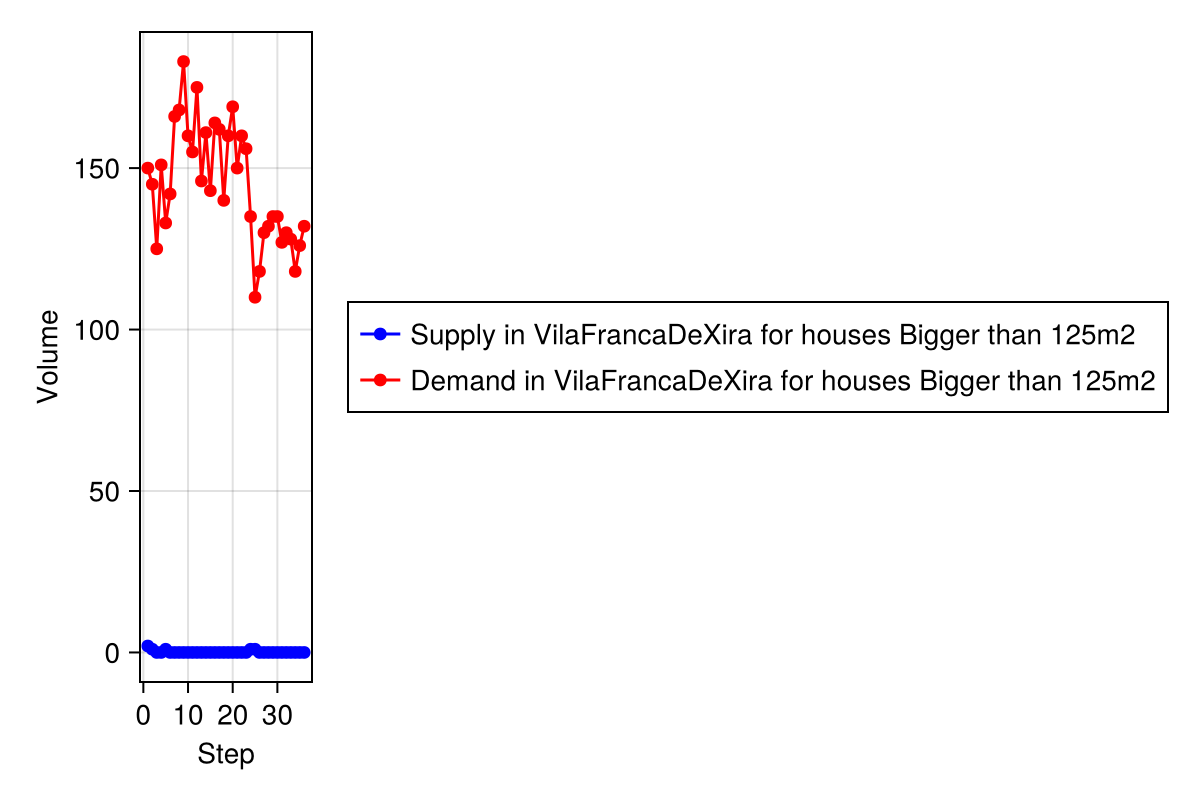 Volume
150
100
50
0
0 10 20 30
Step
Supply in VilaFrancaDeXira for houses Bigger than 125m2
Demand in VilaFrancaDeXira for houses Bigger than 125m2